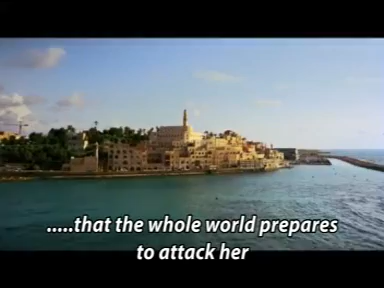 .....that the whole world prepares
to attack her